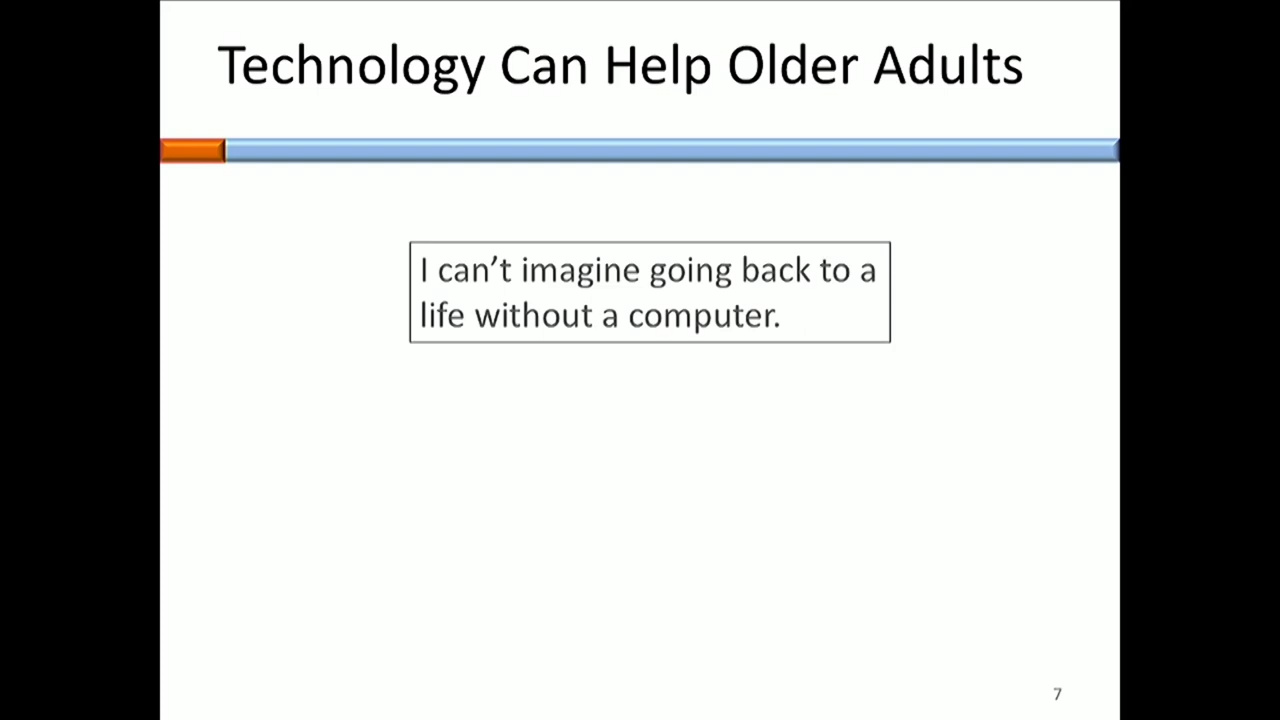 Technology Can Help Older Adults
I can’t imagine going back to a
life without a computer.
7